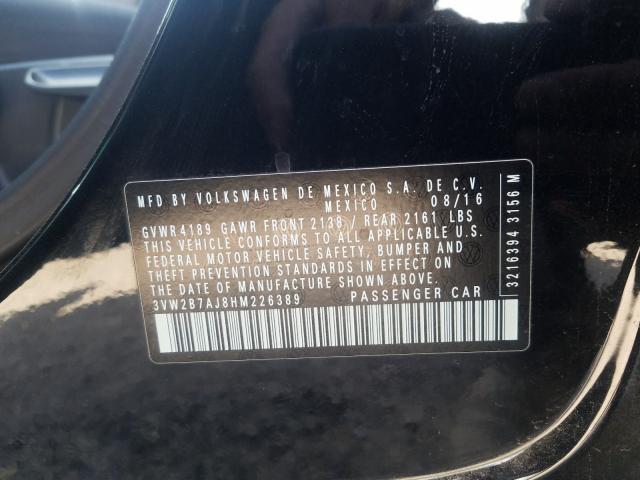 MFD BY VOLKSWAGEN DE MEXICO S.A. DE C.V.
MEXICO 08/16
GVWR4189 GAWR FRONT 2138 / REAR 2161 LBS
THIS VEHICLE CONFORMS TO ALL APPLICABLE U.S.
FEDERAL MOTOR VEHICLE SAFETY, BUMPER AND
THEFT PREVENTION STANDARDS IN EFFECT ON
THE DATE OF MANUFACTURE SHOWN ABOVE.
3VW2B7AJ8HM226389 PASSENGER CAR
3216394 3156 M